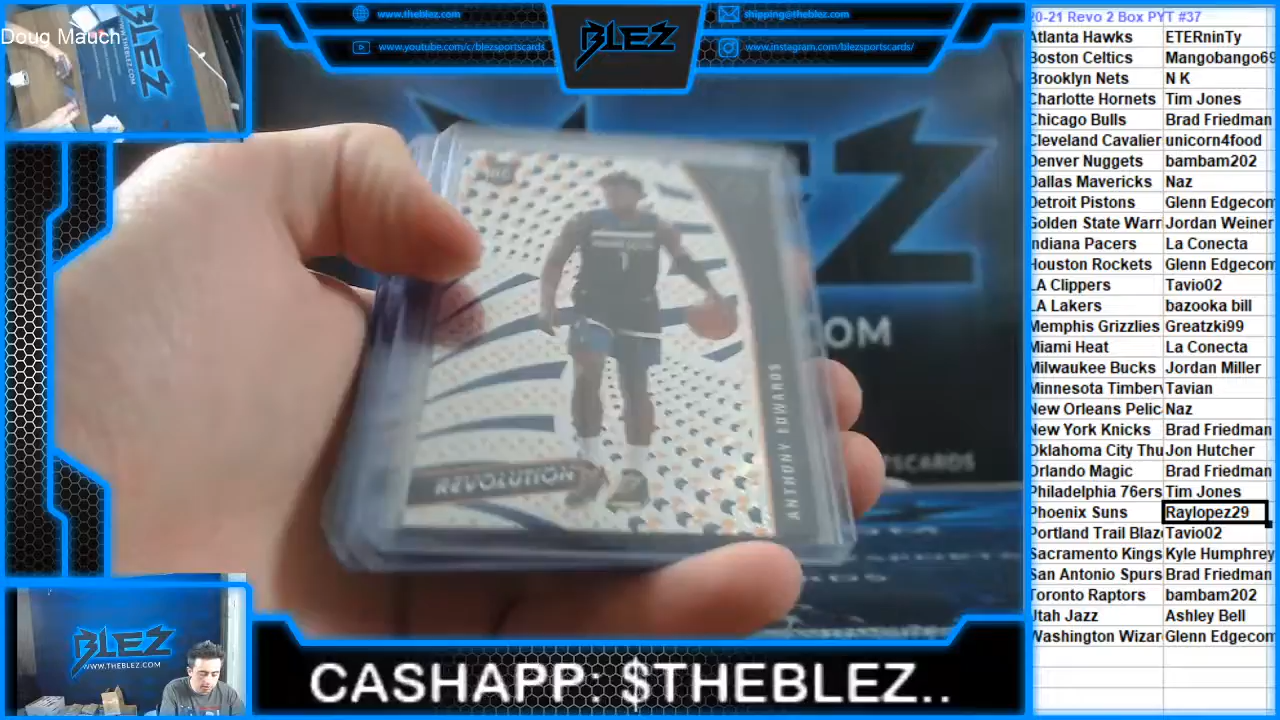 Doug Mauch
www.theblez.com
www.youtube.com/c/blezsportscards
BLEZ
shipping@theblez.com
www.instagram.com/blezsportscards/
20-21 Revo 2 Box PYT #37
Atlanta Hawks ETERninTy
Boston Celtics Mangobango69
Brooklyn Nets N K
Charlotte Hornets Tim Jones
Chicago Bulls Brad Friedman
Cleveland Cavalier unicorn4food
Denver Nuggets bambam202
Dallas Mavericks Naz
Detroit Pistons Glenn Edgecom
Golden State Warr Jordan Weiner
Indiana Pacers La Conecta
Houston Rockets Glenn Edgecom
LA Clippers Tavio02
LA Lakers bazooka bill
Memphis Grizzlies Greatzki99
Miami Heat La Conecta
Milwaukee Bucks Jordan Miller
Minnesota Timberv Tavian
New Orleans Pelic Naz
New York Knicks Brad Friedman
Oklahoma City Thu Jon Hutcher
Orlando Magic Brad Friedman
Philadelphia 76ers Tim Jones
Phoenix Suns Raylopez29
Portland Trail Blaz Tavio02
Sacramento Kings Kyle Humphrey
San Antonio Spurs Brad Friedman
Toronto Raptors bambam202
Utah Jazz Ashley Bell
Washington Wizar Glenn Edgecom
BLEZ
.COM
REVOLUTION
ANTHONY EDWARDS
1
BLEZ
WWW.THEBLEZ.COM
CASHAPP: $THEBLEZ..